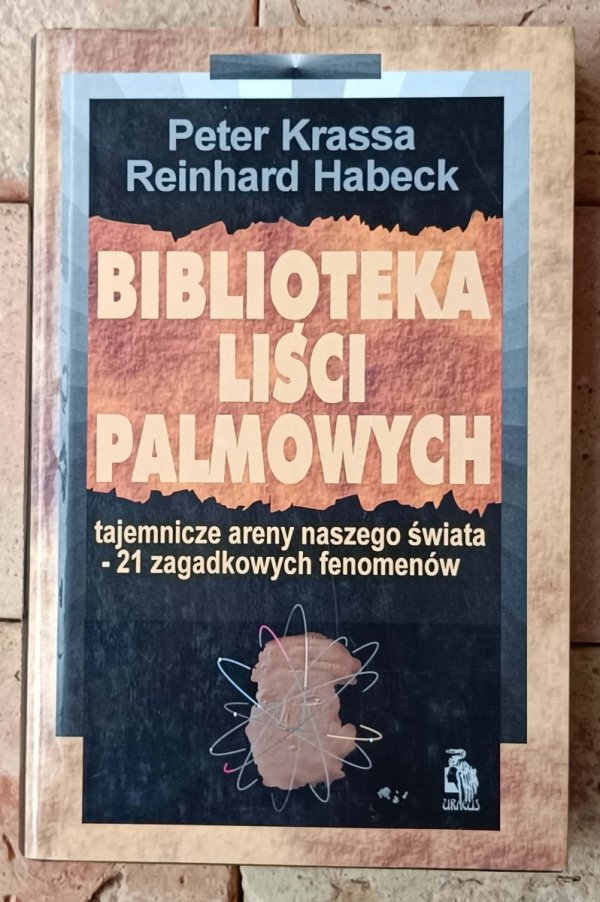 Peter Krassa
Reinhard Habeck
BIBLIOTEKA
LIŚCI
PALMOWYCH
tajemnicze areny naszego świata
- 21 zagadkowych fenomenów
URAEUS